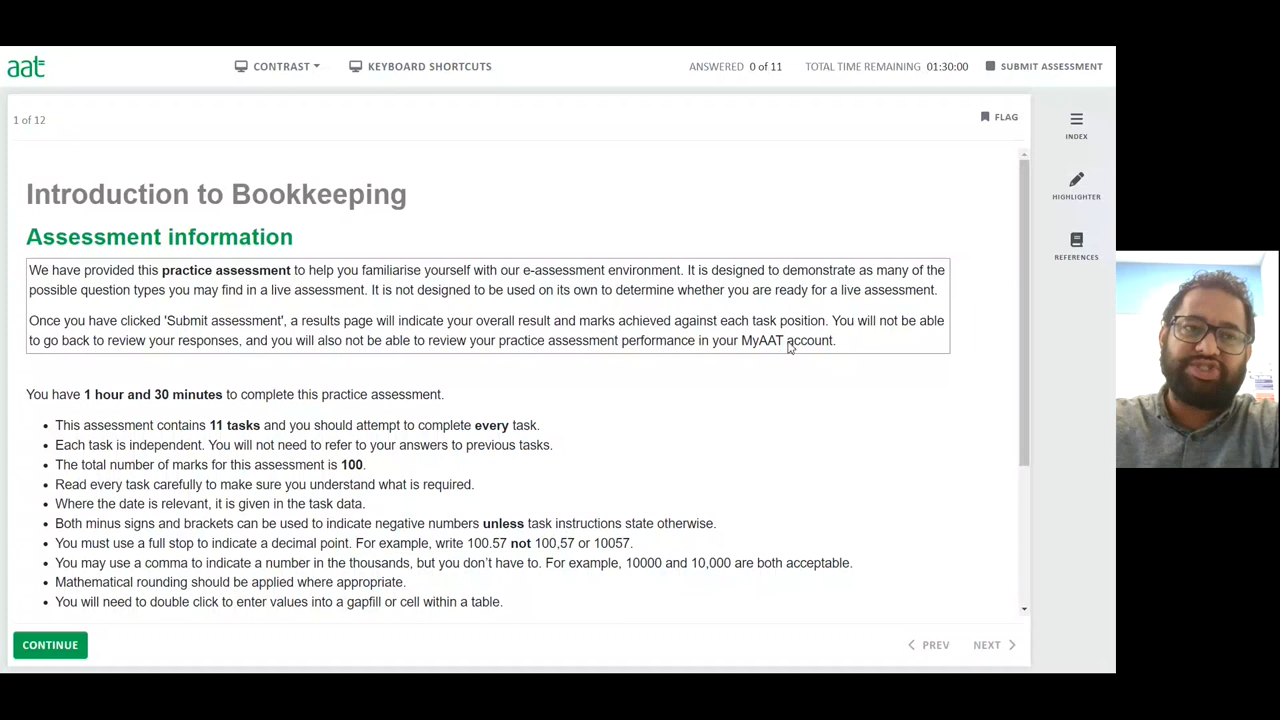 aat
CONTRAST
KEYBOARD SHORTCUTS
ANSWERED 0 of 11
TOTAL TIME REMAINING 01:30:00
SUBMIT ASSESSMENT
1 of 12
FLAG
INDEX
HIGHLIGHTER
REFERENCES
Introduction to Bookkeeping
Assessment information
We have provided this practice assessment to help you familiarise yourself with our e-assessment environment. It is designed to demonstrate as many of the
possible question types you may find in a live assessment. It is not designed to be used on its own to determine whether you are ready for a live assessment.
Once you have clicked 'Submit assessment', a results page will indicate your overall result and marks achieved against each task position. You will not be able
to go back to review your responses, and you will also not be able to review your practice assessment performance in your MyAAT account.
You have 1 hour and 30 minutes to complete this practice assessment.
• This assessment contains 11 tasks and you should attempt to complete every task.
• Each task is independent. You will not need to refer to your answers to previous tasks.
• The total number of marks for this assessment is 100.
• Read every task carefully to make sure you understand what is required.
• Where the date is relevant, it is given in the task data.
• Both minus signs and brackets can be used to indicate negative numbers unless task instructions state otherwise.
• You must use a full stop to indicate a decimal point. For example, write 100.57 not 100,57 or 10057.
• You may use a comma to indicate a number in the thousands, but you don't have to. For example, 10000 and 10,000 are both acceptable.
• Mathematical rounding should be applied where appropriate.
• You will need to double click to enter values into a gapfill or cell within a table.
CONTINUE
PREV
NEXT